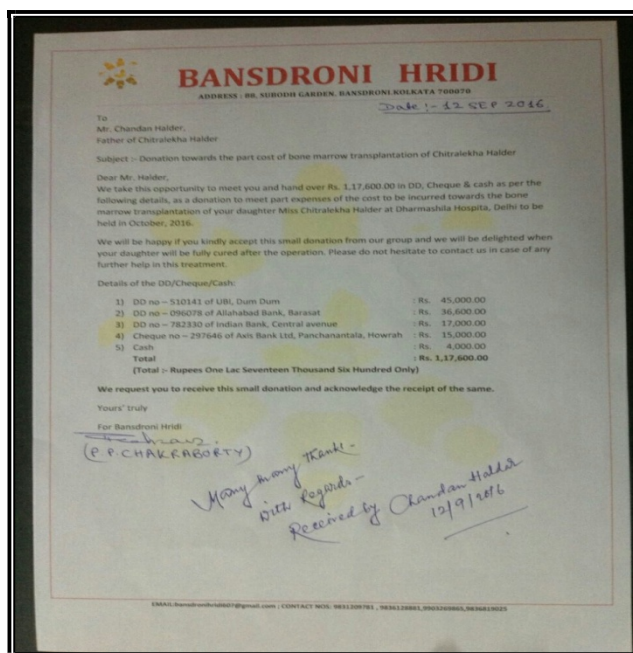 BANSDRONI HRIDI
ADDRESS : 88, SUBODH GARDEN, BANSDRONI.KOLKATA 700070
Date :- 12 SEP 2016.
To
Mr. Chandan Halder,
Father of Chitralekha Halder
Subject :- Donation towards the part cost of bone marrow transplantation of Chitralekha Halder
Dear Mr. Halder,
We take this opportunity to meet you and hand over Rs. 1,17,600.00 in DD, Cheque & cash as per the
following details, as a donation to meet part expenses of the cost to be incurred towards the bone
marrow transplantation of your daughter Miss Chitralekha Halder at Dharmashila Hospita, Delhi to be
held in October, 2016.
We will be happy if you kindly accept this small donation from our group and we will be delighted when
your daughter will be fully cured after the operation. Please do not hesitate to contact us in case of any
further help in this treatment.
Details of the DD/Cheque/Cash:
1) DD no – 510141 of UBI, Dum Dum : Rs. 45,000.00
2) DD no – 096078 of Allahabad Bank, Barasat : Rs. 36,600.00
3) DD no – 782330 of Indian Bank, Central avenue : Rs. 17,000.00
4) Cheque no – 297646 of Axis Bank Ltd, Panchanantala, Howrah : Rs. 15,000.00
5) Cash : Rs. 4,000.00
Total : Rs. 1,17,600.00
(Total :- Rupees One Lac Seventeen Thousand Six Hundred Only)
We request you to receive this small donation and acknowledge the receipt of the same.
Yours' truly
For Bansdroni Hridi
(P. P. CHAKRABORTY)
Many many Thank -
With Regards -
Received by Chandan Halder
12/9/2016
EMAIL:bansdronihridi607@gmail.com ; CONTACT NOS: 9831209781 , 9836128881,9903269865,9836819025